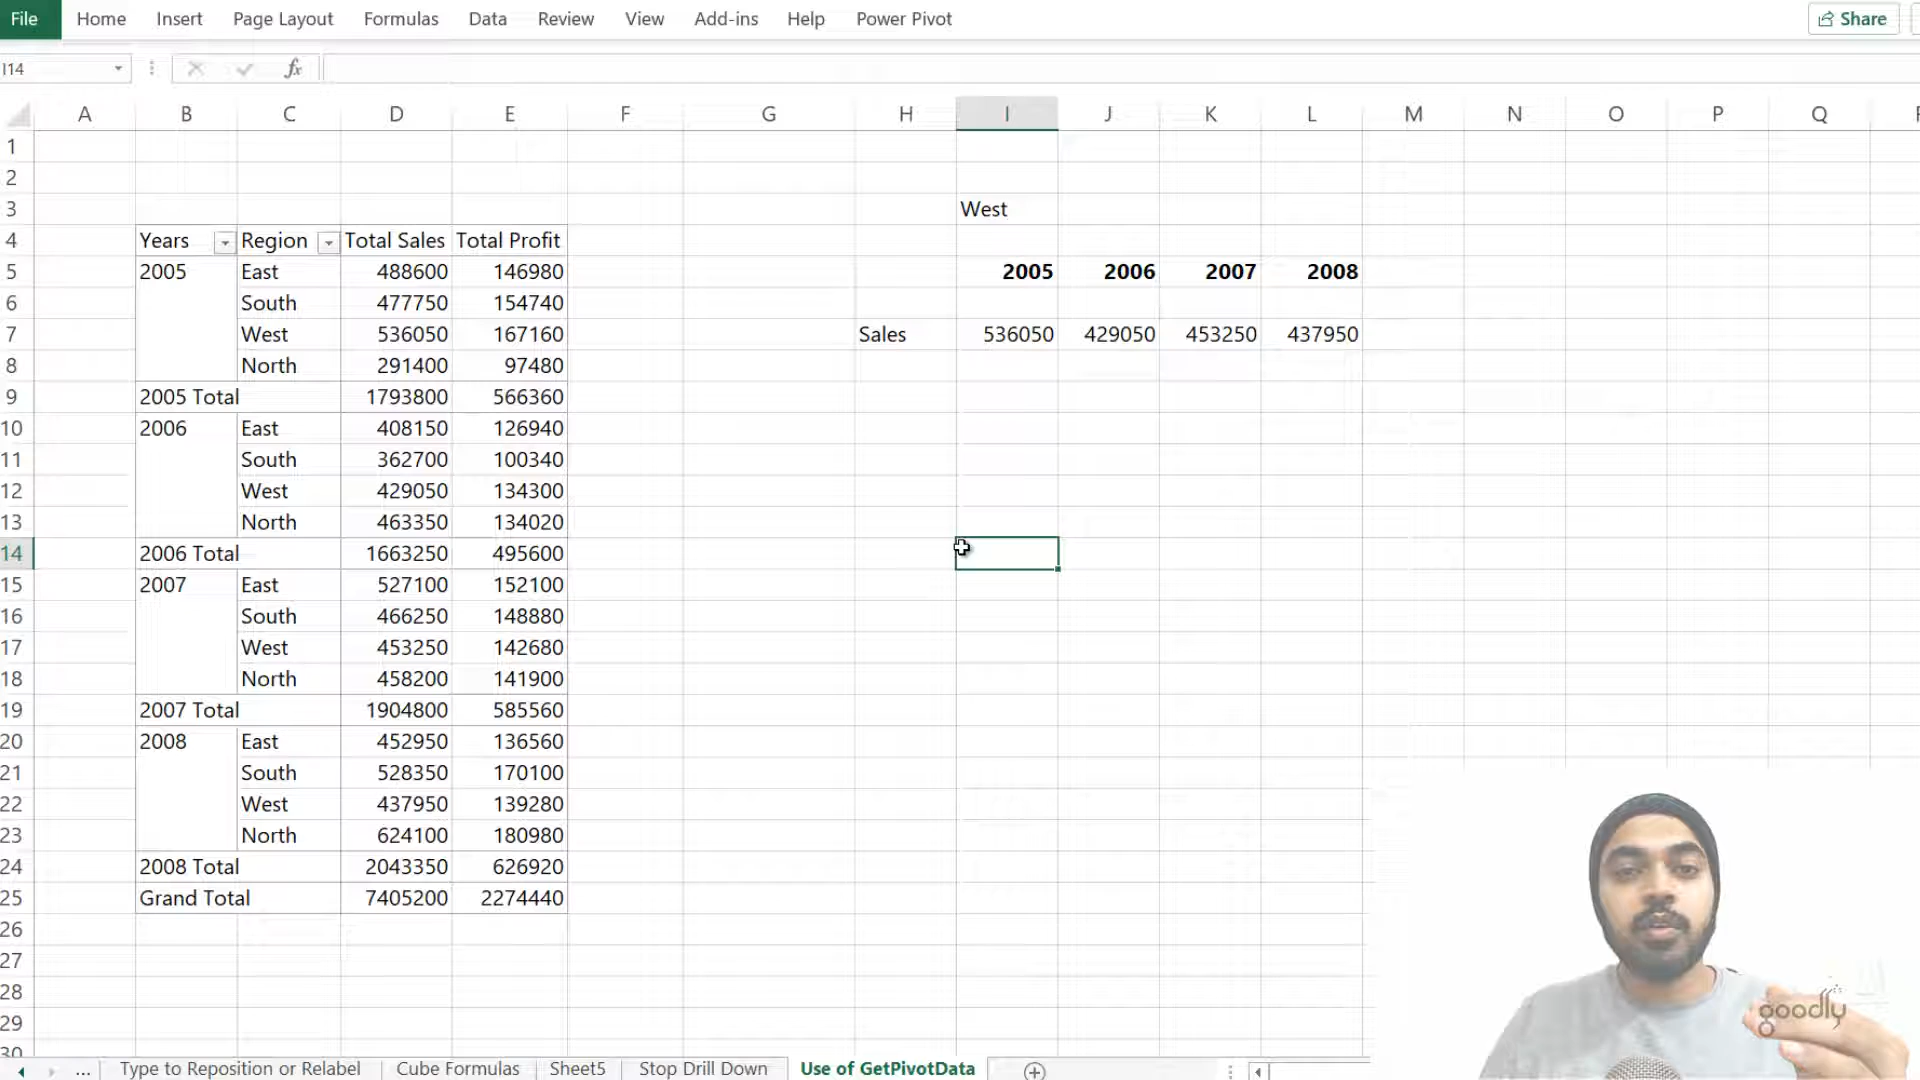 File Home Insert Page Layout Formulas Data Review View Add-ins Help Power Pivot Share
I14 fx
A B C D E F G H I J K L M N O P Q
1
2
3 West
4 Years Region Total Sales Total Profit
5 2005 East 488600 146980 2005 2006 2007 2008
6 South 477750 154740
7 West 536050 167160 Sales 536050 429050 453250 437950
8 North 291400 97480
9 2005 Total 1793800 566360
10 2006 East 408150 126940
11 South 362700 100340
12 West 429050 134300
13 North 463350 134020
14 2006 Total 1663250 495600
15 2007 East 527100 152100
16 South 466250 148880
17 West 453250 142680
18 North 458200 141900
19 2007 Total 1904800 585560
20 2008 East 452950 136560
21 South 528350 170100
22 West 437950 139280
23 North 624100 180980
24 2008 Total 2043350 626920
25 Grand Total 7405200 2274440
26
27
28
29
30
goodly
... Type to Reposition or Relabel Cube Formulas Sheet5 Stop Drill Down Use of GetPivotData